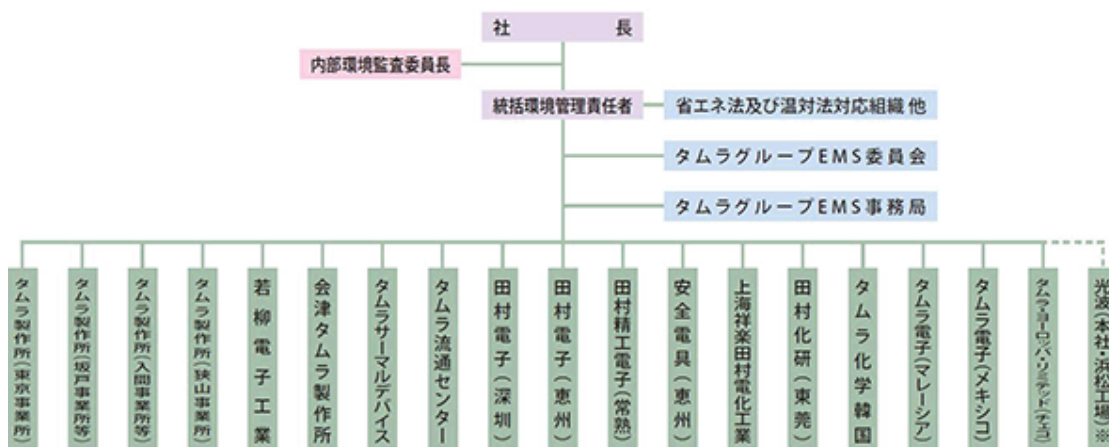 社長
内部環境監査委員長
統括環境管理責任者
省エネ法及び温対法対応組織 他
タムラグループEMS委員会
タムラグループEMS事務局
タムラ製作所(東京事業所)
タムラ製作所(坂戸事業所等)
タムラ製作所(入間事業所等)
タムラ製作所(狭山事業所)
若柳電子工業
会津タムラ製作所
タムラサーマルデバイス
タムラ流通センター
田村電子(深圳)
田村電子(恵州)
田村精工電子(常熟)
安全電具(恵州)
上海祥楽田村電化工業
田村化研(東莞)
タムラ化学韓国
タムラ電子(マレーシア)
タムラ電子(メキシコ)
タムラ・ヨーロッパ・リミテッド(チェコ)
光波(本社・浜松工場)※